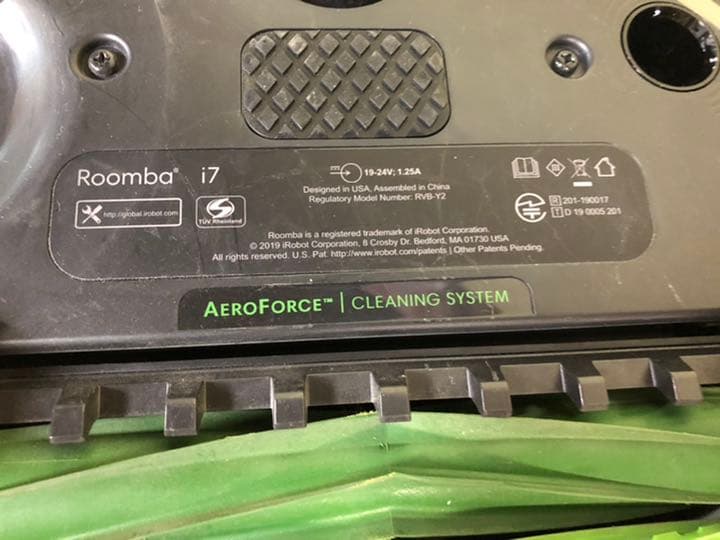 Roomba® i7
19-24V; 1.25A
Designed in USA, Assembled in China
Regulatory Model Number: RVB-Y2
http://global.irobot.com
TÜV Rheinland
R 201-190017
T D 19 0005 201
Roomba is a registered trademark of iRobot Corporation.
© 2019 iRobot Corporation, 8 Crosby Dr. Bedford, MA 01730 USA
All rights reserved. U.S. Pat. http://www.irobot.com/patents | Other Patents Pending.
AEROFORCE™ | CLEANING SYSTEM